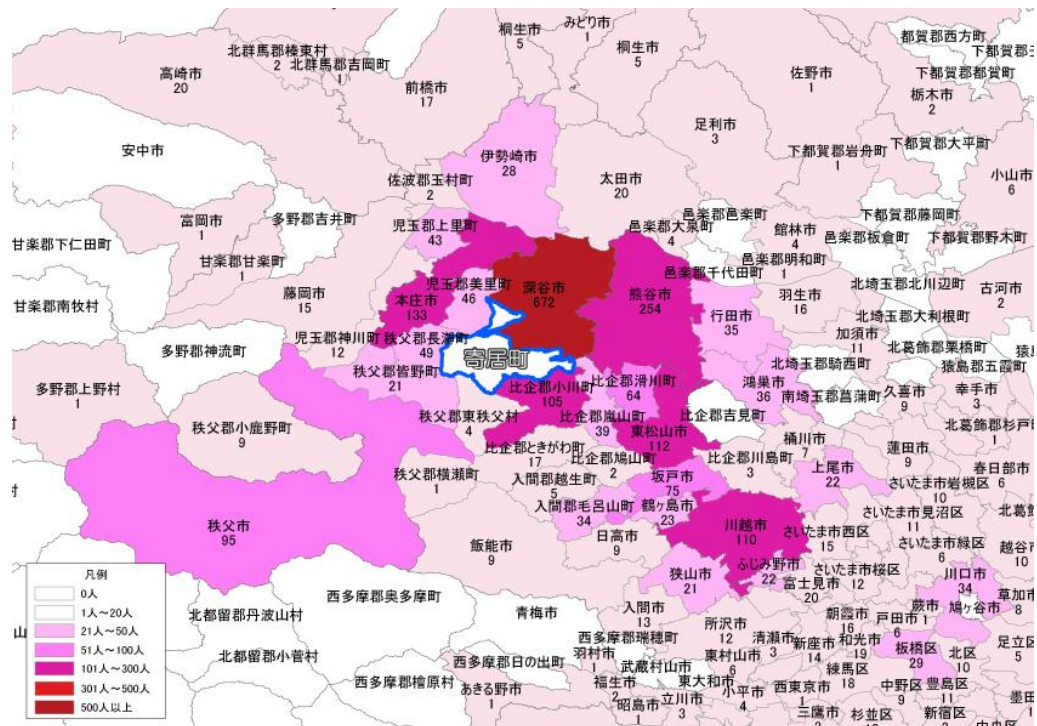 桐生市
5
みどり市
1
桐生市
5
都賀郡西方町
下都賀郡壬
北群馬郡榛東村
2
北群馬郡吉岡町
1
高崎市
20
前橋市
17
佐野市
1
下都賀郡都賀町
栃木市
2
足利市
3
安中市
伊勢崎市
28
下都賀郡岩舟町
1
下都賀郡大平町
佐波郡玉村町
2
太田市
20
小山市
6
富岡市
1
多野郡吉井町
児玉郡上里町
43
邑楽郡大泉町
4
邑楽郡邑楽町
館林市
4
下都賀郡藤岡町
甘楽郡下仁田町
甘楽郡甘楽町
1
邑楽郡板倉町
下都賀郡野木町
邑楽郡明和町
1
邑楽郡千代田町
児玉郡美里町
46
深谷市
672
熊谷市
254
甘楽郡南牧村
藤岡市
15
本庄市
133
羽生市
16
北埼玉郡北川辺町
古河市
2
行田市
35
北埼玉郡大利根町
加須市
11
児玉郡神川町
12
秩父郡長瀞町
49
寄居町
多野郡神流町
北葛飾郡栗橋町
北埼玉郡騎西町
猿島郡五霞町
秩父郡皆野町
21
比企郡小川町
105
比企郡滑川町
64
鴻巣市
36
南埼玉郡菖蒲町
久喜市
9
幸手市
3
多野郡上野村
1
秩父郡東秩父村
4
比企郡嵐山町
39
比企郡吉見町
北葛飾郡杉戸町
1
秩父郡小鹿野町
9
東松山市
112
桶川市
7
蓮田市
9
比企郡ときがわ町
17
比企郡鳩山町
2
比企郡川島町
3
上尾市
22
春日部市
6
秩父郡横瀬町
1
入間郡越生町
5
坂戸市
75
さいたま市岩槻区
10
入間郡毛呂山町
34
鶴ヶ島市
23
さいたま市見沼区
11
秩父市
95
川越市
110
さいたま市西区
15
さいたま市緑区
6
越谷市
10
飯能市
9
日高市
9
ふじみ野市
22
さいたま市桜区
12
川口市
34
狭山市
21
富士見市
20
草加市
8
凡例
0人
1人～20人
21人～50人
51人～100人
101人～300人
301人～500人
500人以上
西多摩郡奥多摩町
北都留郡丹波山村
青梅市
入間市
13
所沢市
12
朝霞市
16
戸田市
6
蕨市
1
鳩ヶ谷市
西多摩郡瑞穂町
清瀬市
3
新座市
14
和光市
19
板橋区
29
足立区
5
北都留郡小菅村
西多摩郡日の出町
羽村市
1
武蔵村山市
東村山市
6
練馬区
18
北区
10
西多摩郡檜原村
あきる野市
1
福生市
2
東大和市
小平市
4
西東京市
1
中野区
9
豊島区
11
昭島市
1
立川市
3
三鷹市
杉並区
新宿区